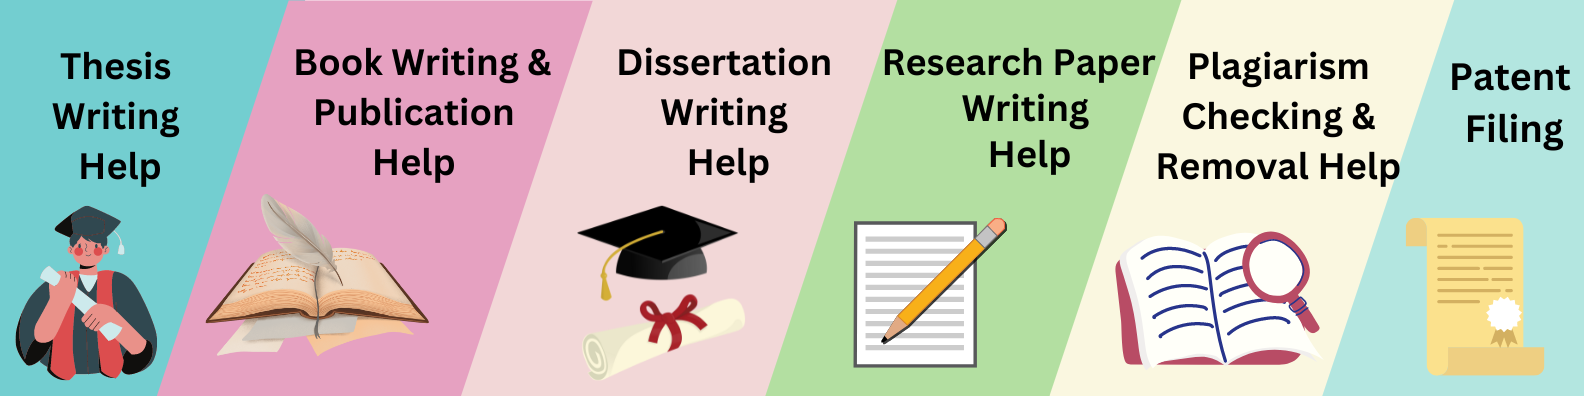 Thesis
Writing
Help
Book Writing &
Publication
Help
Dissertation
Writing
Help
Research Paper
Writing
Help
Plagiarism
Checking &
Removal Help
Patent
Filing